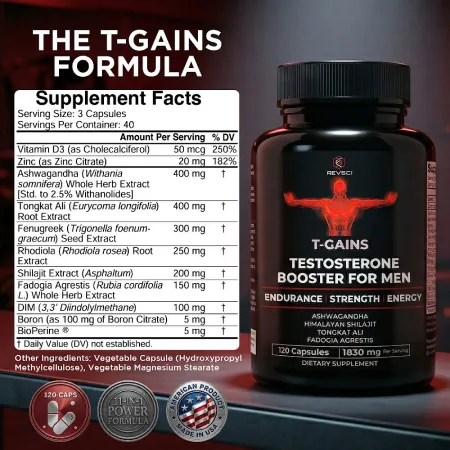 THE T-GAINS
FORMULA
Supplement Facts
Serving Size: 3 Capsules
Servings Per Container: 40
Amount Per Serving % DV
Vitamin D3 (as Cholecalciferol) 50 mcg 250%
Zinc (as Zinc Citrate) 20 mg 182%
Ashwagandha (Withania 400 mg †
somnifera) Whole Herb Extract
[Std. to 2.5% Withanolides]
Tongkat Ali (Eurycoma longifolia) 400 mg †
Root Extract
Fenugreek (Trigonella foenum- 300 mg †
graecum) Seed Extract
Rhodiola (Rhodiola rosea) Root 250 mg †
Extract
Shilajit Extract (Asphaltum) 200 mg †
Fadogia Agrestis (Rubia cordifolia 150 mg †
L.) Whole Herb Extract
DIM (3,3' Diindolylmethane) 100 mg †
Boron (as 100 mg of Boron Citrate) 5 mg †
BioPerine ® 5 mg †
† Daily Value (DV) not established.
Other Ingredients: Vegetable Capsule (Hydroxypropyl
Methylcellulose), Vegetable Magnesium Stearate
120 CAPS
11-IN-1
POWER
FORMULA
AMERICAN PRODUCT
MADE IN USA
REVSCI
T-GAINS
TESTOSTERONE
BOOSTER FOR MEN
ENDURANCE STRENGTH ENERGY
ASHWAGANDHA
HIMALAYAN SHILAJIT
TONGKAT ALI
FADOGIA AGRESTIS
120 Capsules 1830 mg Per Serving
DIETARY SUPPLEMENT